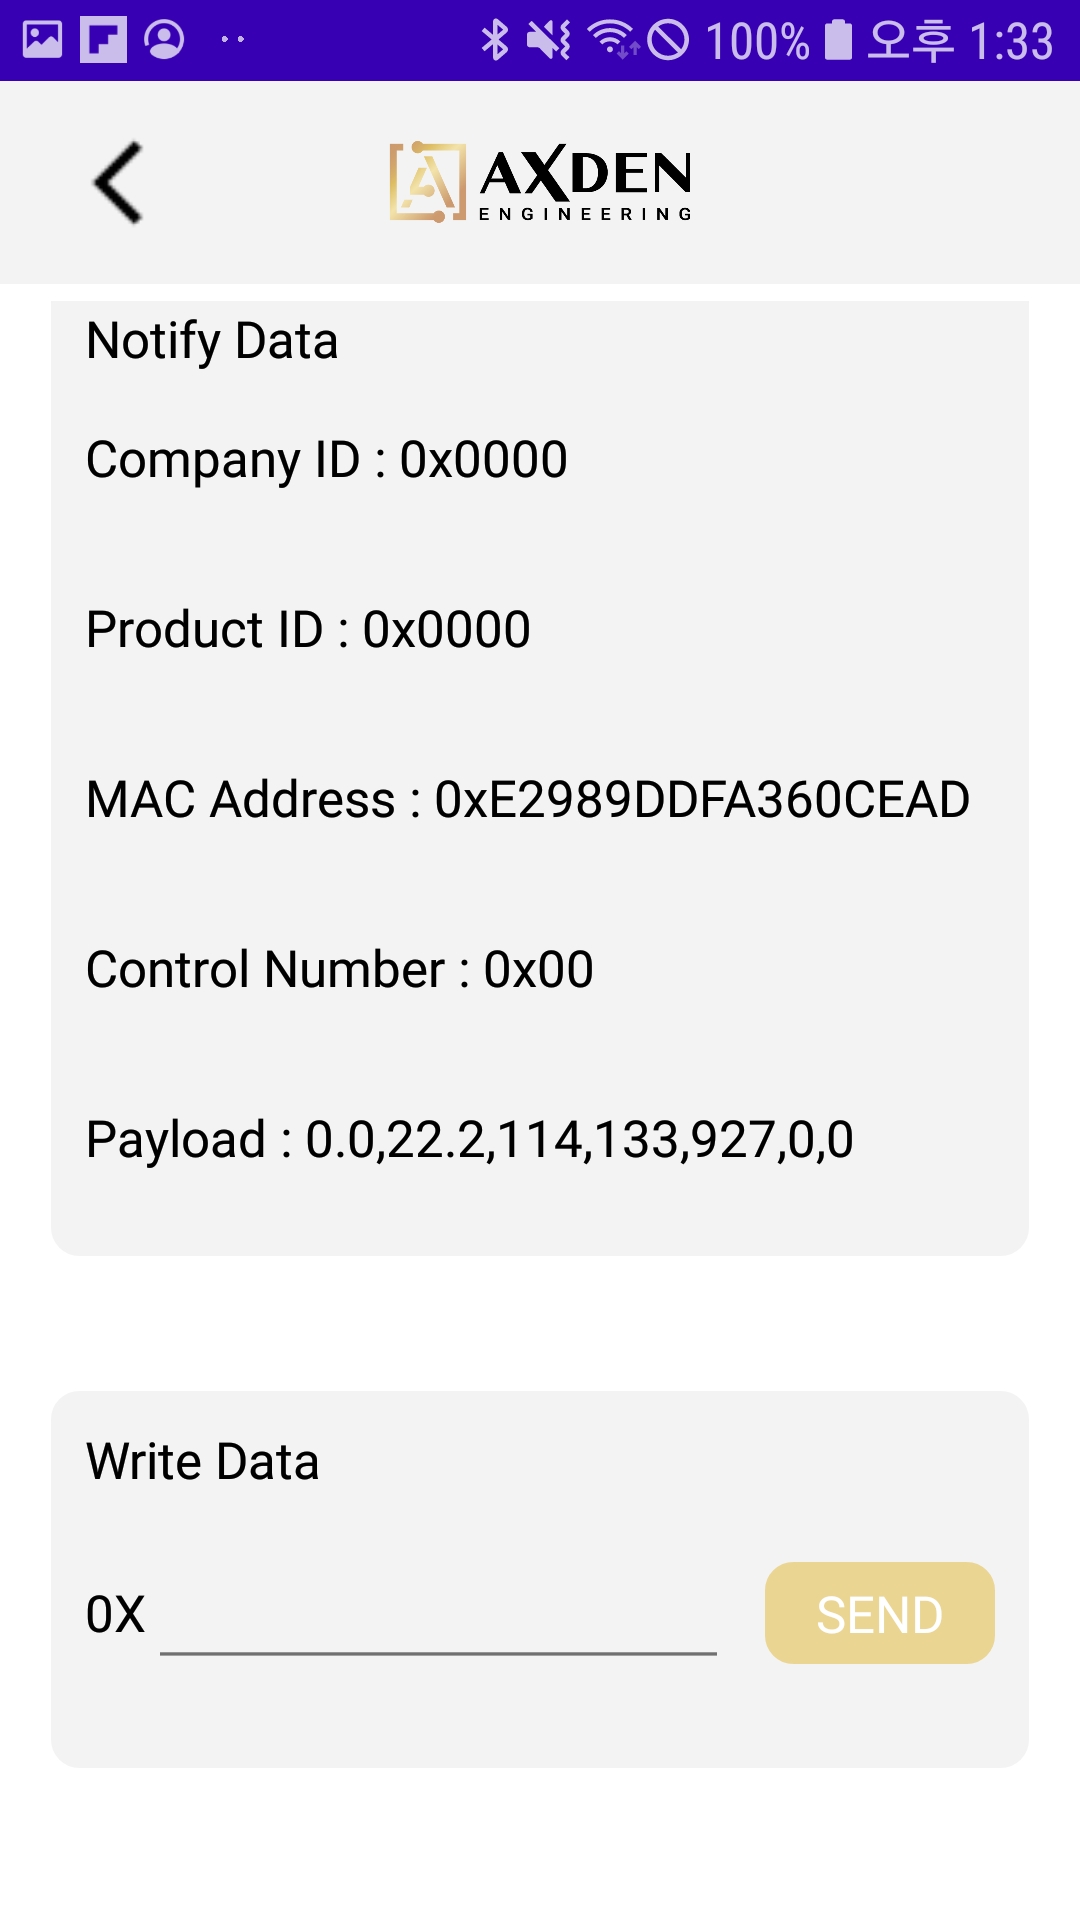 100% 오후 1:33
AXDEN
ENGINEERING
Notify Data
Company ID : 0x0000
Product ID : 0x0000
MAC Address : 0xE2989DDFA360CEAD
Control Number : 0x00
Payload : 0.0,22.2,114,133,927,0,0
Write Data
0X
SEND